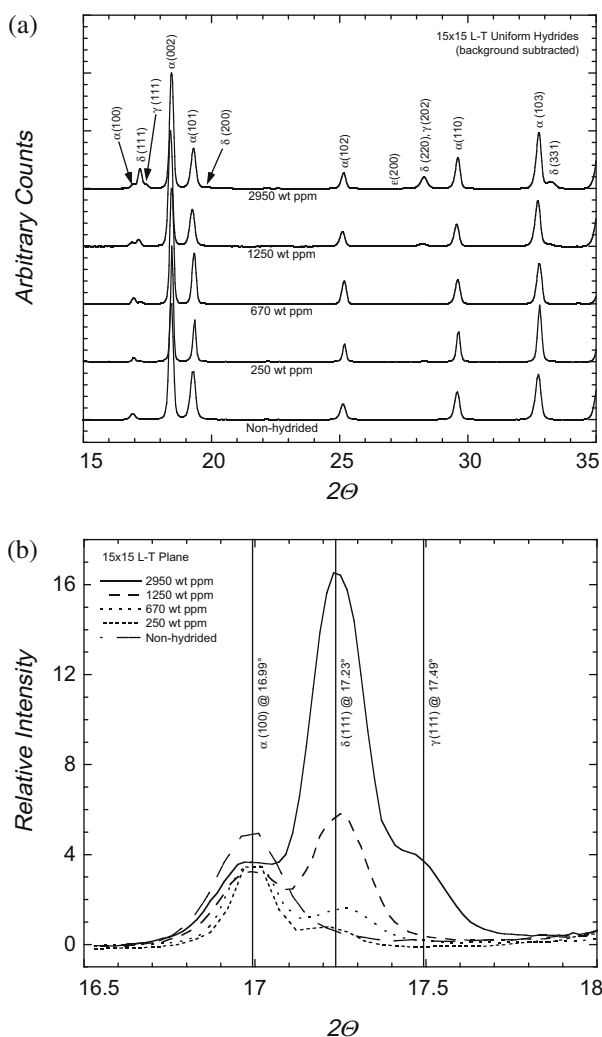 (a)
15x15 L-T Uniform Hydrides
(background subtracted)
α(100)
δ (111)
γ (111)
α(002)
α(101)
δ (200)
α(102)
ε(200)
δ (220), γ (202)
α(110)
α (103)
δ (331)
2950 wt ppm
1250 wt ppm
670 wt ppm
250 wt ppm
Non-hydrided
Arbitrary Counts
15 20 25 30 35
2Θ
(b)
15x15 L-T Plane
2950 wt ppm
1250 wt ppm
670 wt ppm
250 wt ppm
Non-hydrided
α (100) @ 16.99°
δ (111) @ 17.23°
γ (111) @ 17.49°
Relative Intensity
16
12
8
4
0
16.5 17 17.5 18
2Θ